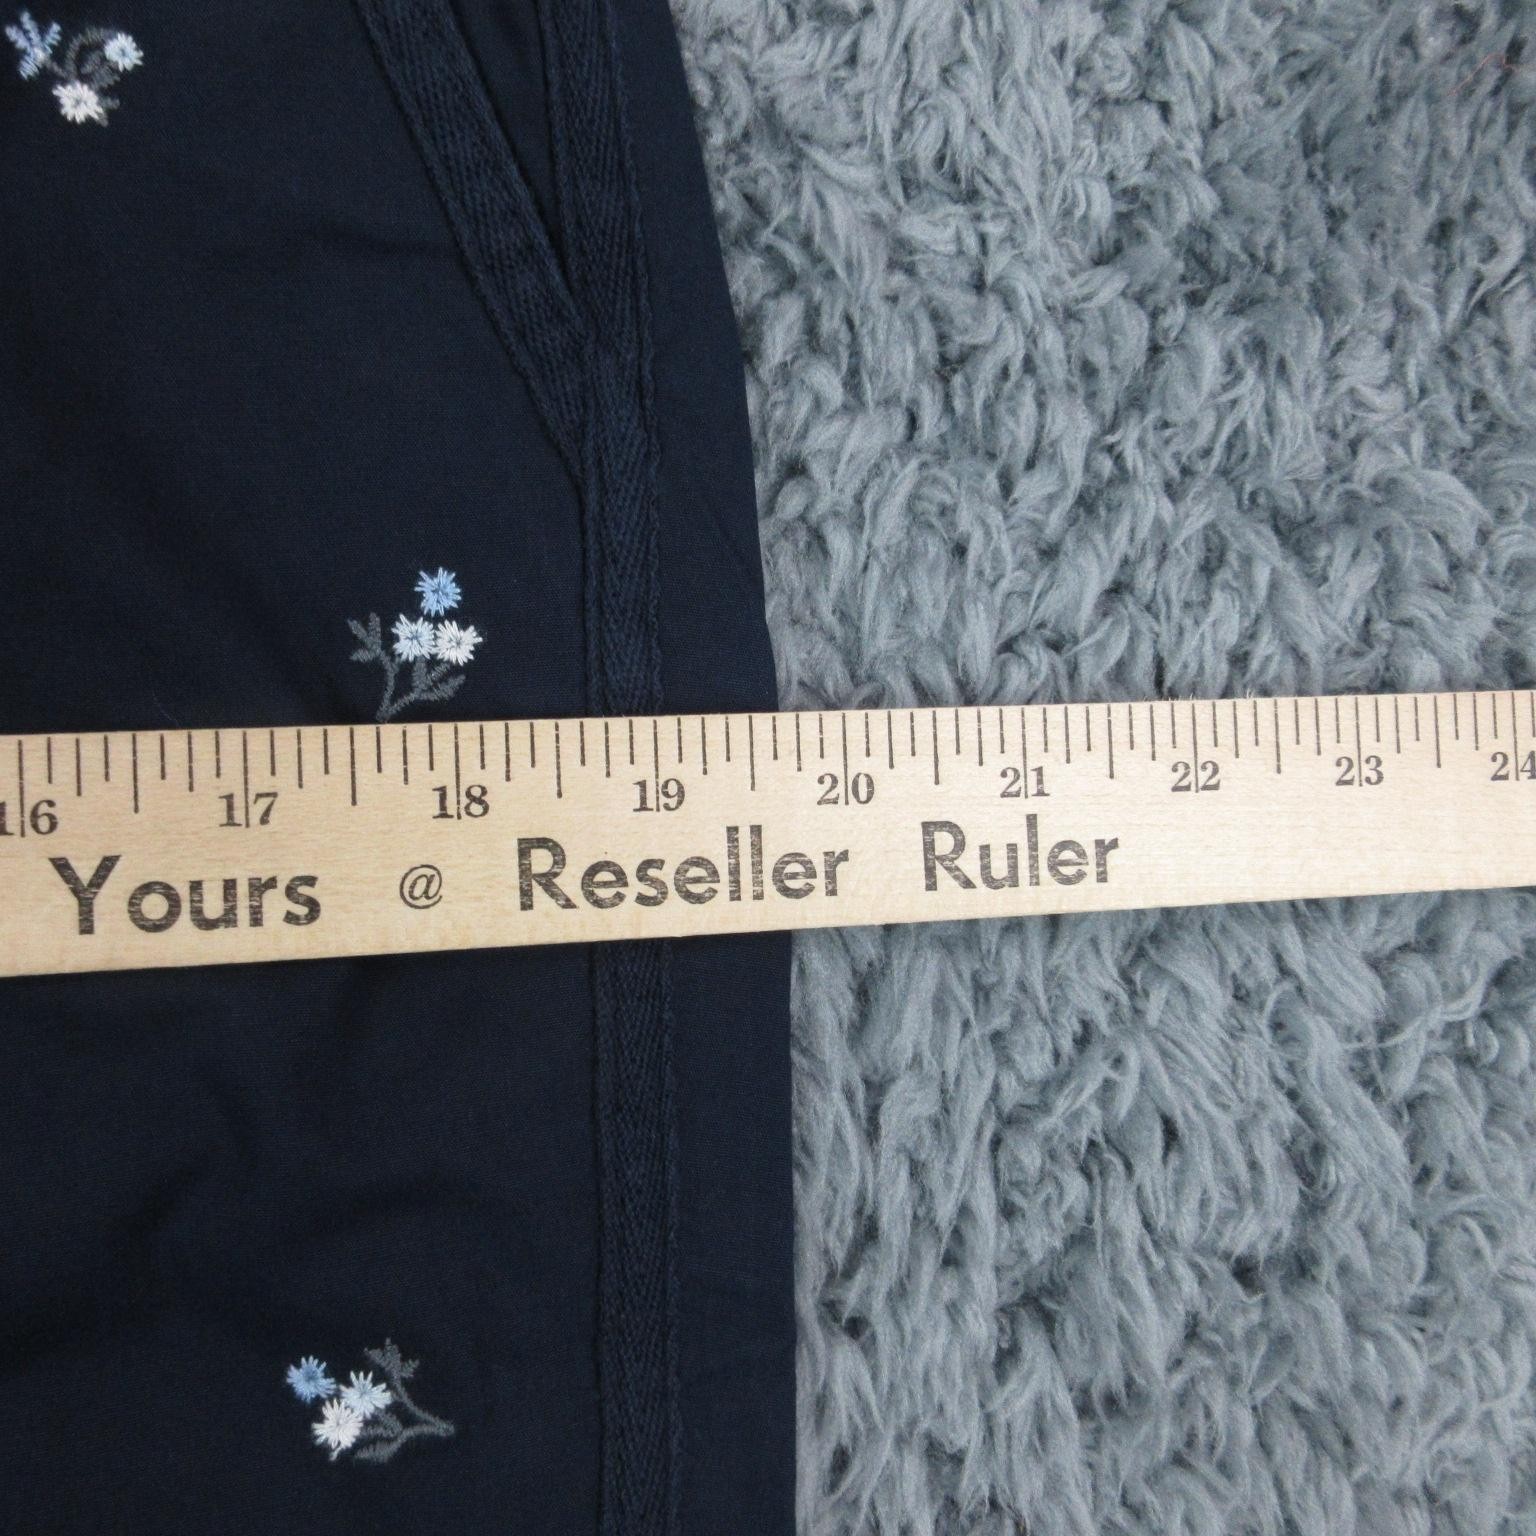 16 17 18 19 20 21 22 23 24
Yours @ Reseller Ruler